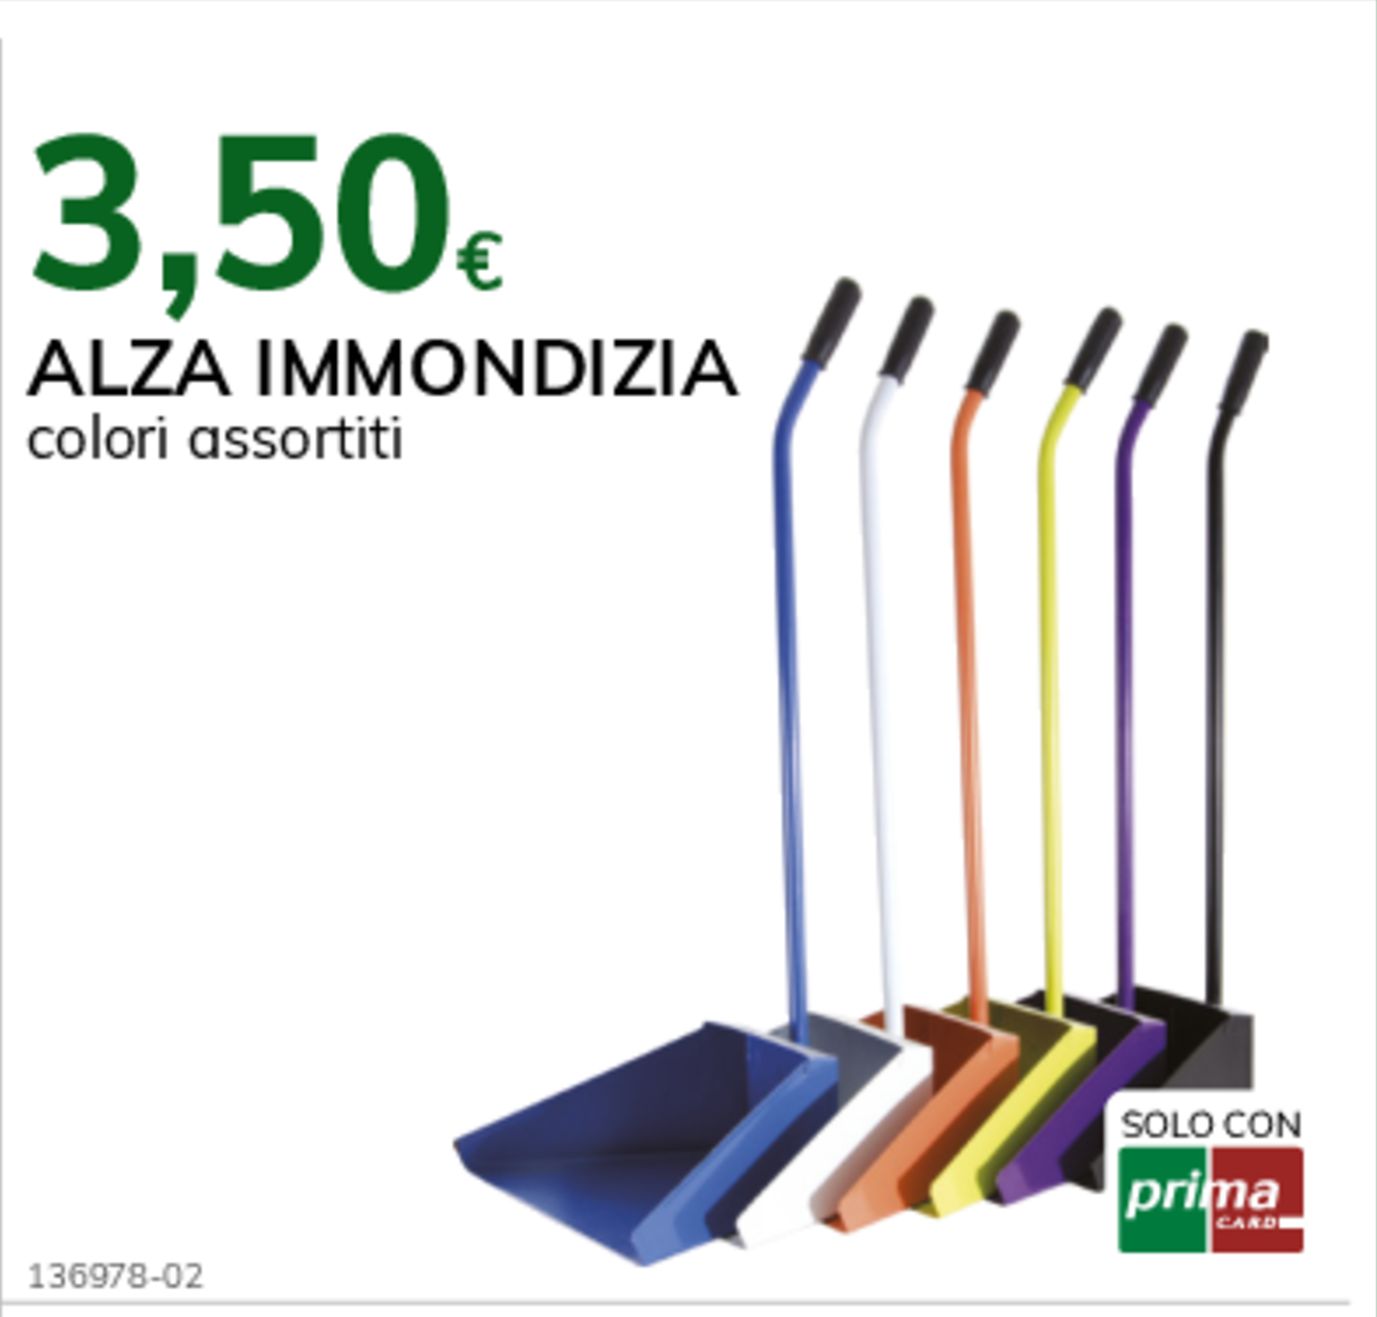 3,50€
ALZA IMMONDIZIA
colori assortiti
SOLO CON
prima
CARD
136978-02